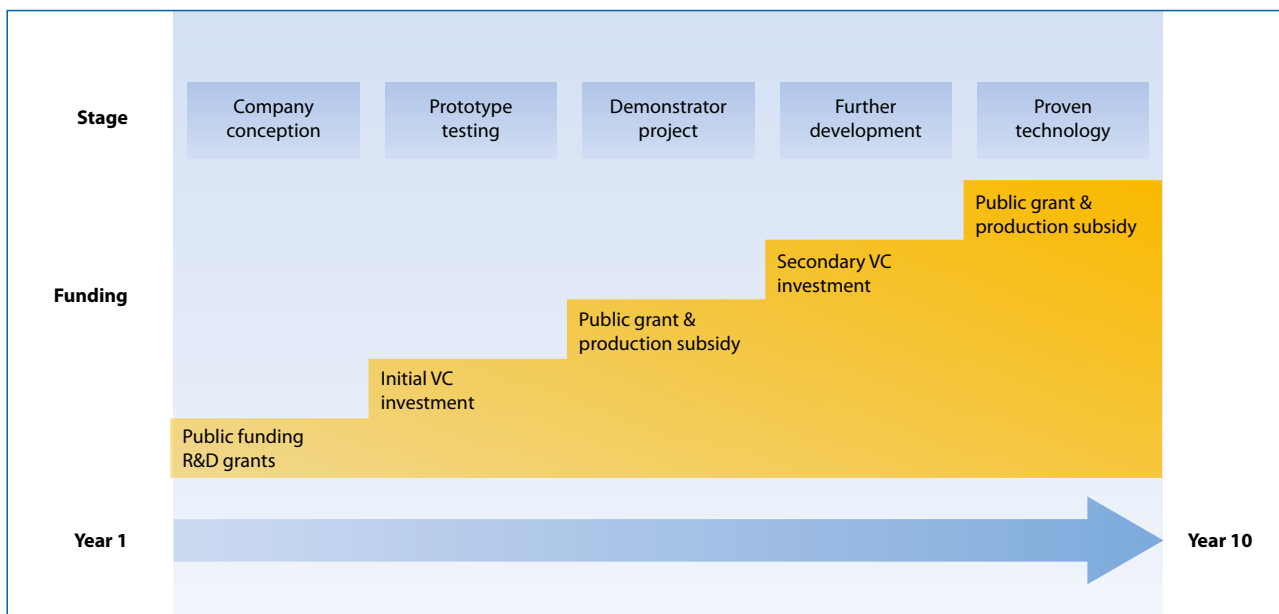 Stage
Company
conception
Prototype
testing
Demonstrator
project
Further
development
Proven
technology
Funding
Public grant &
production subsidy
Secondary VC
investment
Public grant &
production subsidy
Initial VC
investment
Public funding
R&D grants
Year 1
Year 10